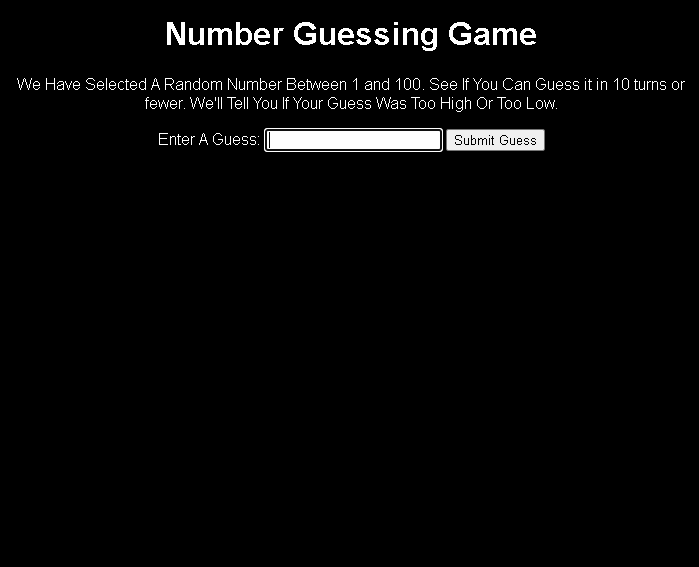 Number Guessing Game
We Have Selected A Random Number Between 1 and 100. See If You Can Guess it in 10 turns or
fewer. We'll Tell You If Your Guess Was Too High Or Too Low.
Enter A Guess: Submit Guess